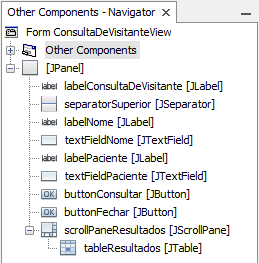 Other Components - Navigator
Form ConsultaDeVisitanteView
Other Components
[JPanel]
label labelConsultaDeVisitante [JLabel]
separatorSuperior [JSeparator]
label labelNome [JLabel]
textFieldNome [JTextField]
label labelPaciente [JLabel]
textFieldPaciente [JTextField]
OK buttonConsultar [JButton]
OK buttonFechar [JButton]
scrollPaneResultados [JScrollPane]
tableResultados [JTable]